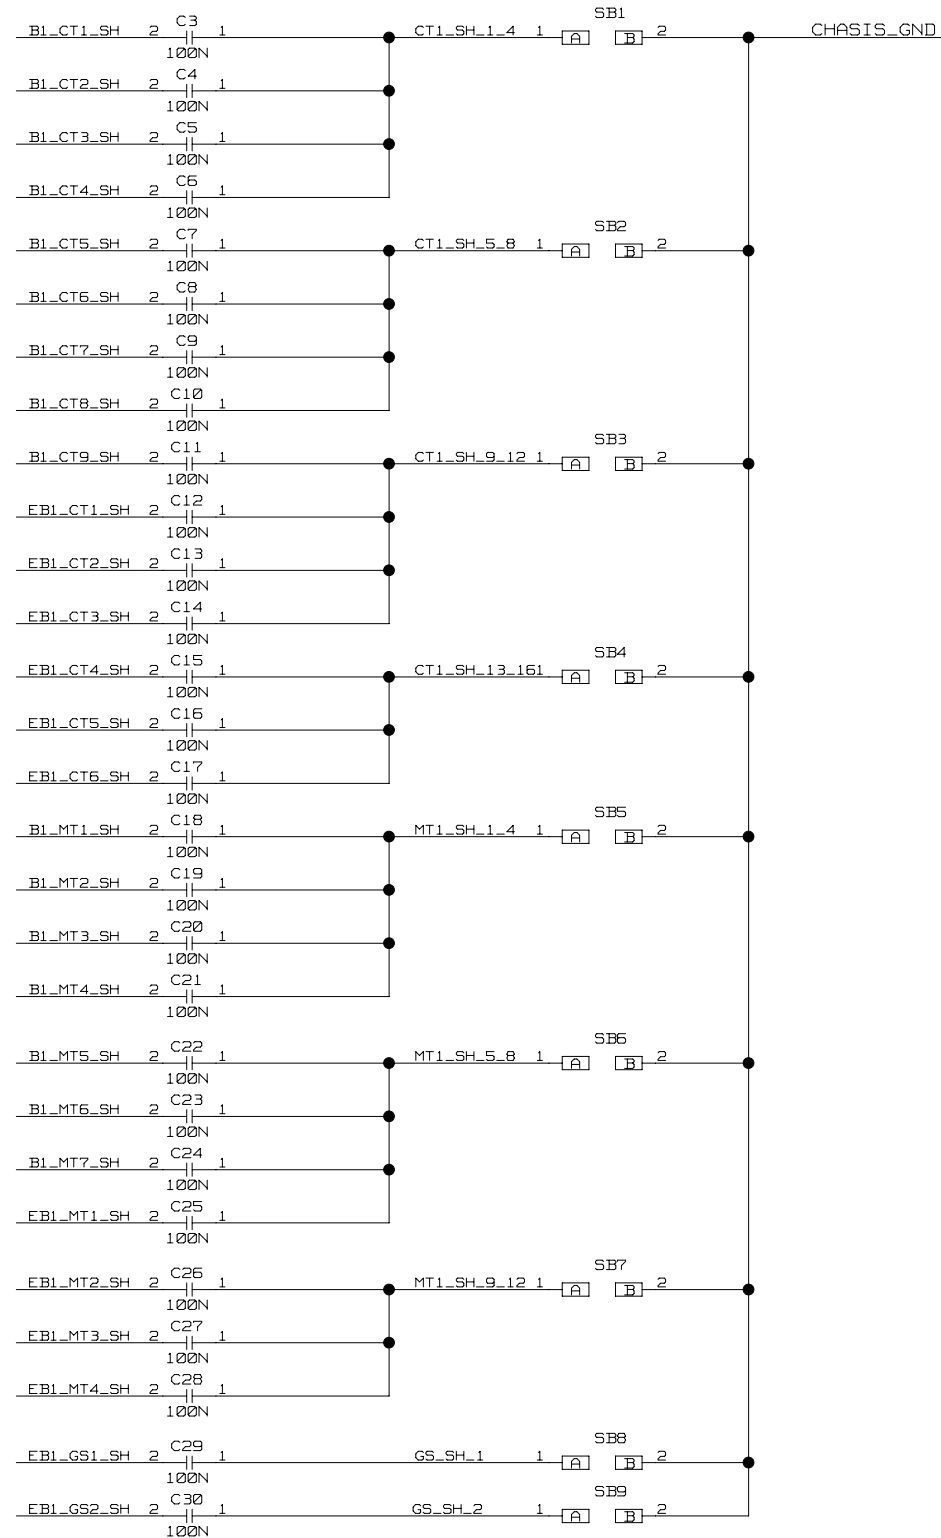 SB1
C3
B1_CT1_SH 2 1 CT1_SH_1_4 1 A B 2 CHASIS_GND
100N
C4
B1_CT2_SH 2 1
100N
C5
B1_CT3_SH 2 1
100N
C6
B1_CT4_SH 2 1
100N
SB2
C7
B1_CT5_SH 2 1 CT1_SH_5_8 1 A B 2
100N
C8
B1_CT6_SH 2 1
100N
C9
B1_CT7_SH 2 1
100N
C10
B1_CT8_SH 2 1
100N
SB3
C11
B1_CT9_SH 2 1 CT1_SH_9_12 1 A B 2
100N
C12
EB1_CT1_SH 2 1
100N
C13
EB1_CT2_SH 2 1
100N
C14
EB1_CT3_SH 2 1
100N
SB4
C15
EB1_CT4_SH 2 1 CT1_SH_13_161 A B 2
100N
C16
EB1_CT5_SH 2 1
100N
C17
EB1_CT6_SH 2 1
100N
SB5
C18
B1_MT1_SH 2 1 MT1_SH_1_4 1 A B 2
100N
C19
B1_MT2_SH 2 1
100N
C20
B1_MT3_SH 2 1
100N
C21
B1_MT4_SH 2 1
100N
SB6
C22
B1_MT5_SH 2 1 MT1_SH_5_8 1 A B 2
100N
C23
B1_MT6_SH 2 1
100N
C24
B1_MT7_SH 2 1
100N
C25
EB1_MT1_SH 2 1
100N
SB7
C26
EB1_MT2_SH 2 1 MT1_SH_9_12 1 A B 2
100N
C27
EB1_MT3_SH 2 1
100N
C28
EB1_MT4_SH 2 1
100N
SB8
C29
EB1_GS1_SH 2 1 GS_SH_1 1 A B 2
100N
SB9
C30
EB1_GS2_SH 2 1 GS_SH_2 1 A B 2
100N